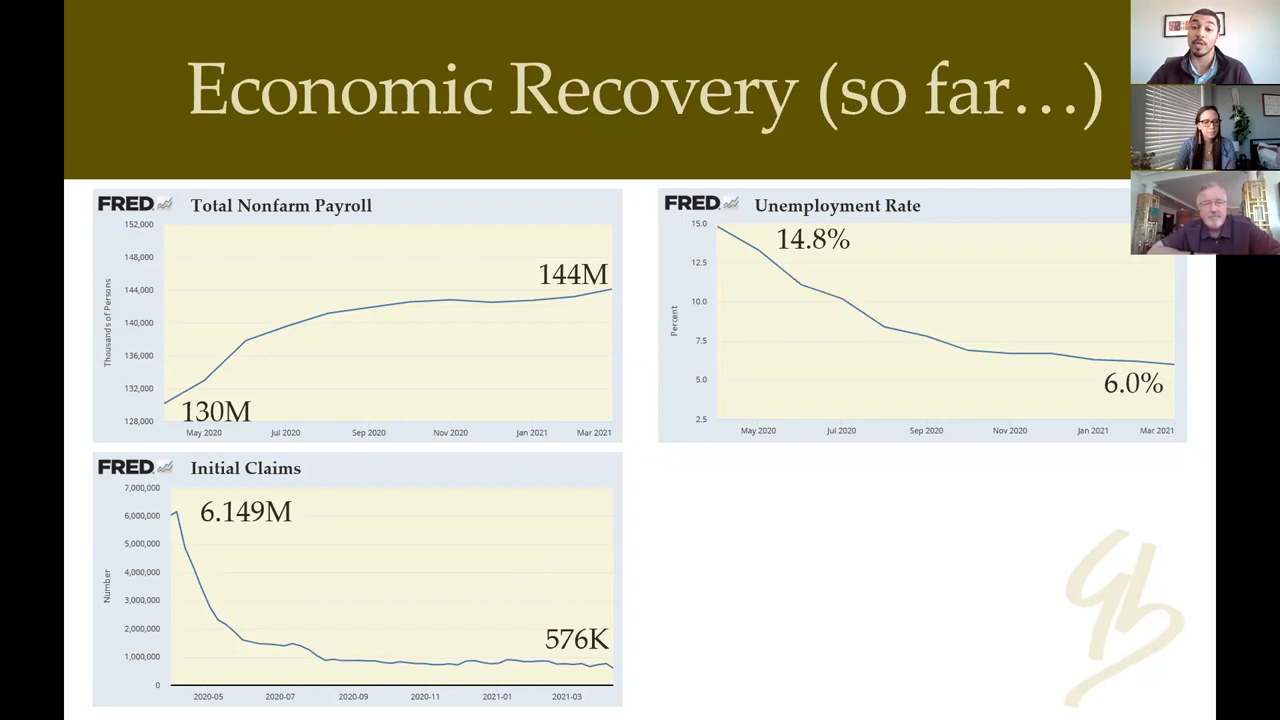 Economic Recovery (so far…)
FRED Total Nonfarm Payroll
152,000
148,000
144,000
140,000
136,000
132,000
128,000
Thousands of Persons
144M
130M
May 2020 Jul 2020 Sep 2020 Nov 2020 Jan 2021 Mar 2021
FRED Unemployment Rate
15.0
12.5
10.0
7.5
5.0
2.5
Percent
14.8%
6.0%
May 2020 Jul 2020 Sep 2020 Nov 2020 Jan 2021 Mar 2021
FRED Initial Claims
7,000,000
6,000,000
5,000,000
4,000,000
3,000,000
2,000,000
1,000,000
0
Number
6.149M
576K
2020-05 2020-07 2020-09 2020-11 2021-01 2021-03